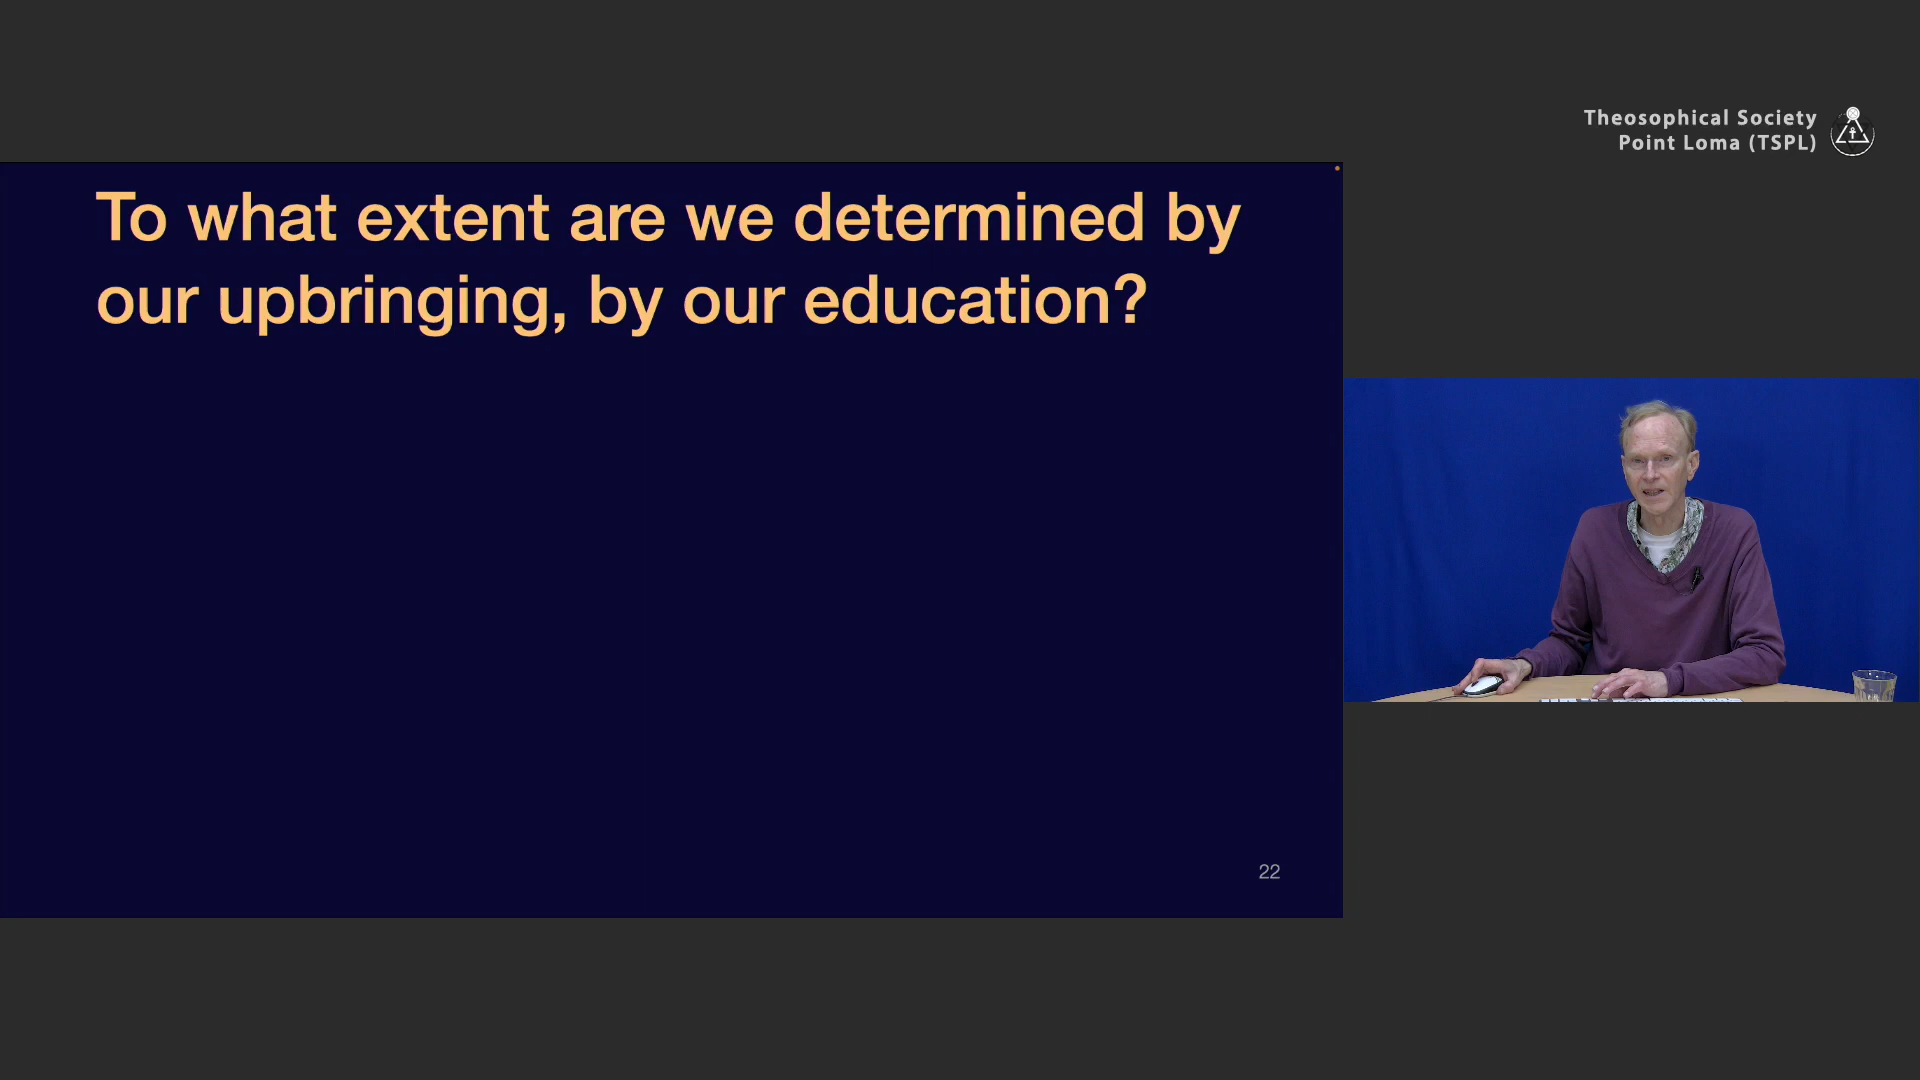 Theosophical Society
Point Loma (TSPL)
To what extent are we determined by
our upbringing, by our education?
22